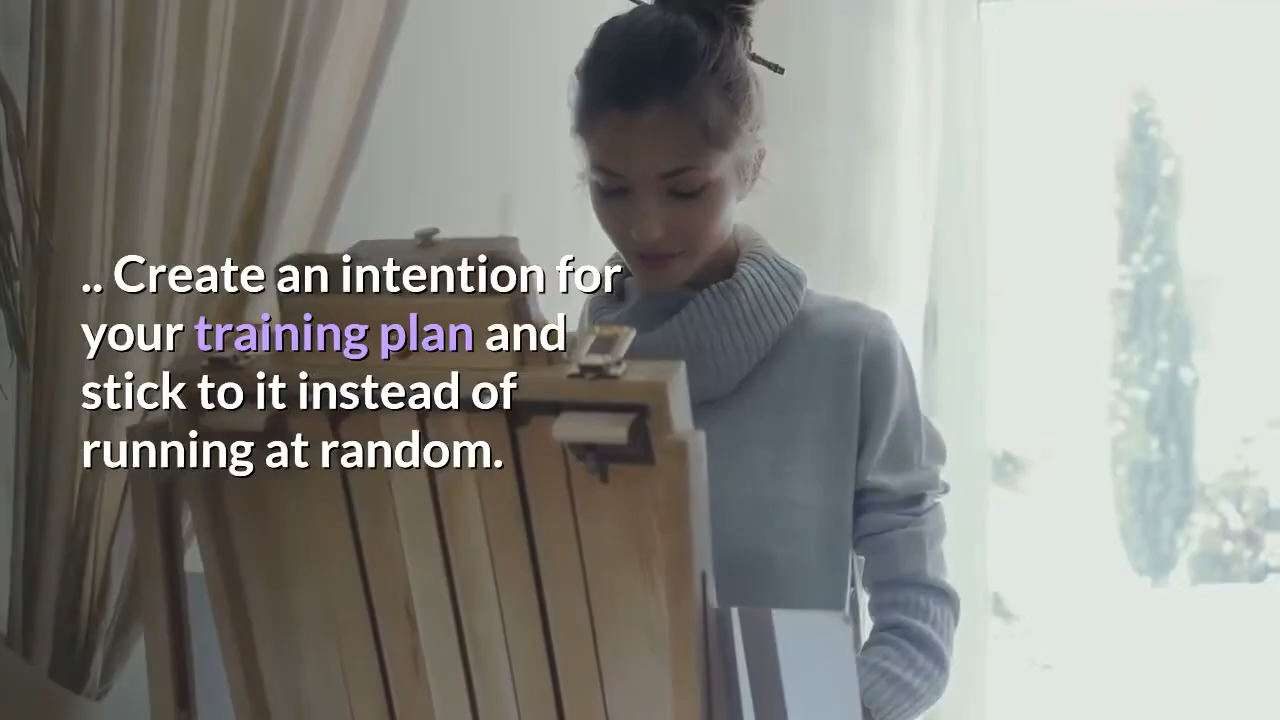 .. Create an intention for
your training plan and
stick to it instead of
running at random.